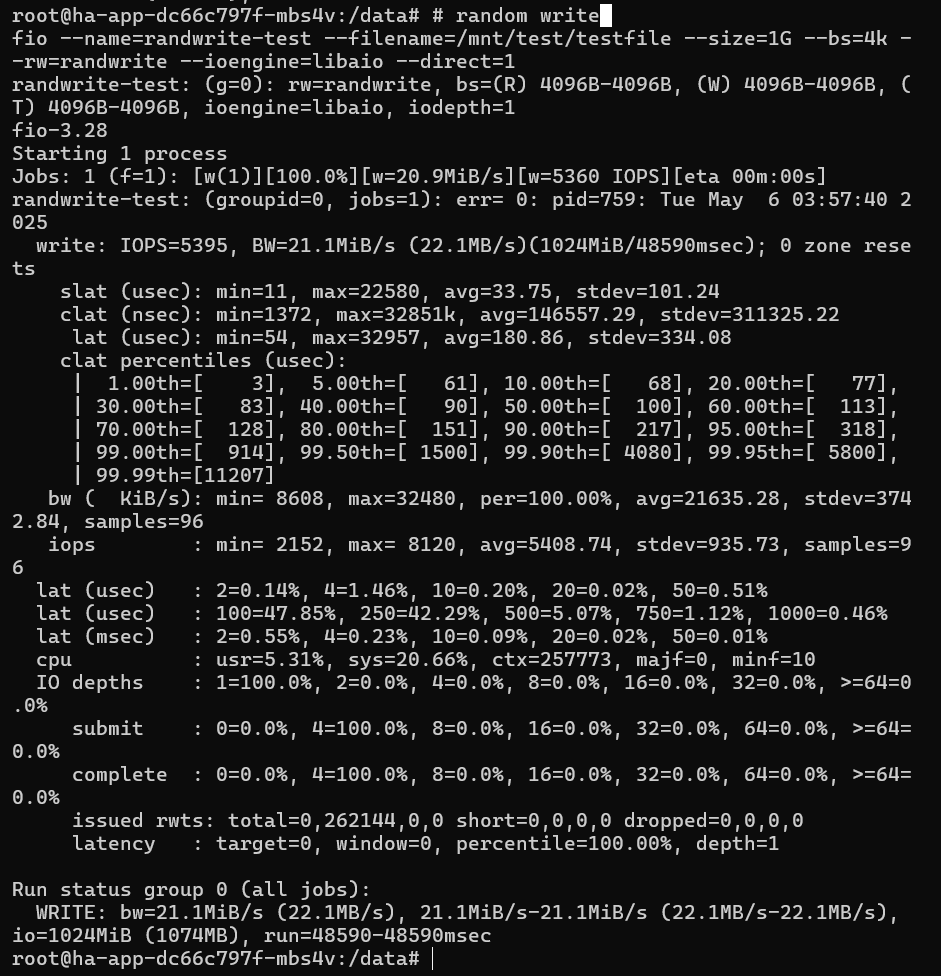 root@ha-app-dc66c797f-mbs4v:/data# # random write
fio --name=randwrite-test --filename=/mnt/test/testfile --size=1G --bs=4k -
-rw=randwrite --ioengine=libaio --direct=1
randwrite-test: (g=0): rw=randwrite, bs=(R) 4096B-4096B, (W) 4096B-4096B, (
T) 4096B-4096B, ioengine=libaio, iodepth=1
fio-3.28
Starting 1 process
Jobs: 1 (f=1): [w(1)][100.0%][w=20.9MiB/s][w=5360 IOPS][eta 00m:00s]
randwrite-test: (groupid=0, jobs=1): err= 0: pid=759: Tue May  6 03:57:40 2
025
  write: IOPS=5395, BW=21.1MiB/s (22.1MB/s)(1024MiB/48590msec); 0 zone rese
ts
    slat (usec): min=11, max=22580, avg=33.75, stdev=101.24
    clat (nsec): min=1372, max=32851k, avg=146557.29, stdev=311325.22
     lat (usec): min=54, max=32957, avg=180.86, stdev=334.08
    clat percentiles (usec):
     |  1.00th=[    3],  5.00th=[   61], 10.00th=[   68], 20.00th=[   77],
     | 30.00th=[   83], 40.00th=[   90], 50.00th=[  100], 60.00th=[  113],
     | 70.00th=[  128], 80.00th=[  151], 90.00th=[  217], 95.00th=[  318],
     | 99.00th=[  914], 99.50th=[ 1500], 99.90th=[ 4080], 99.95th=[ 5800],
     | 99.99th=[11207]
   bw (  KiB/s): min= 8608, max=32480, per=100.00%, avg=21635.28, stdev=374
2.84, samples=96
   iops        : min= 2152, max= 8120, avg=5408.74, stdev=935.73, samples=9
6
  lat (usec)   : 2=0.14%, 4=1.46%, 10=0.20%, 20=0.02%, 50=0.51%
  lat (usec)   : 100=47.85%, 250=42.29%, 500=5.07%, 750=1.12%, 1000=0.46%
  lat (msec)   : 2=0.55%, 4=0.23%, 10=0.09%, 20=0.02%, 50=0.01%
  cpu          : usr=5.31%, sys=20.66%, ctx=257773, majf=0, minf=10
  IO depths    : 1=100.0%, 2=0.0%, 4=0.0%, 8=0.0%, 16=0.0%, 32=0.0%, >=64=0
.0%
     submit    : 0=0.0%, 4=100.0%, 8=0.0%, 16=0.0%, 32=0.0%, 64=0.0%, >=64=
0.0%
     complete  : 0=0.0%, 4=100.0%, 8=0.0%, 16=0.0%, 32=0.0%, 64=0.0%, >=64=
0.0%
     issued rwts: total=0,262144,0,0 short=0,0,0,0 dropped=0,0,0,0
     latency   : target=0, window=0, percentile=100.00%, depth=1

Run status group 0 (all jobs):
  WRITE: bw=21.1MiB/s (22.1MB/s), 21.1MiB/s-21.1MiB/s (22.1MB/s-22.1MB/s),
io=1024MiB (1074MB), run=48590-48590msec
root@ha-app-dc66c797f-mbs4v:/data#